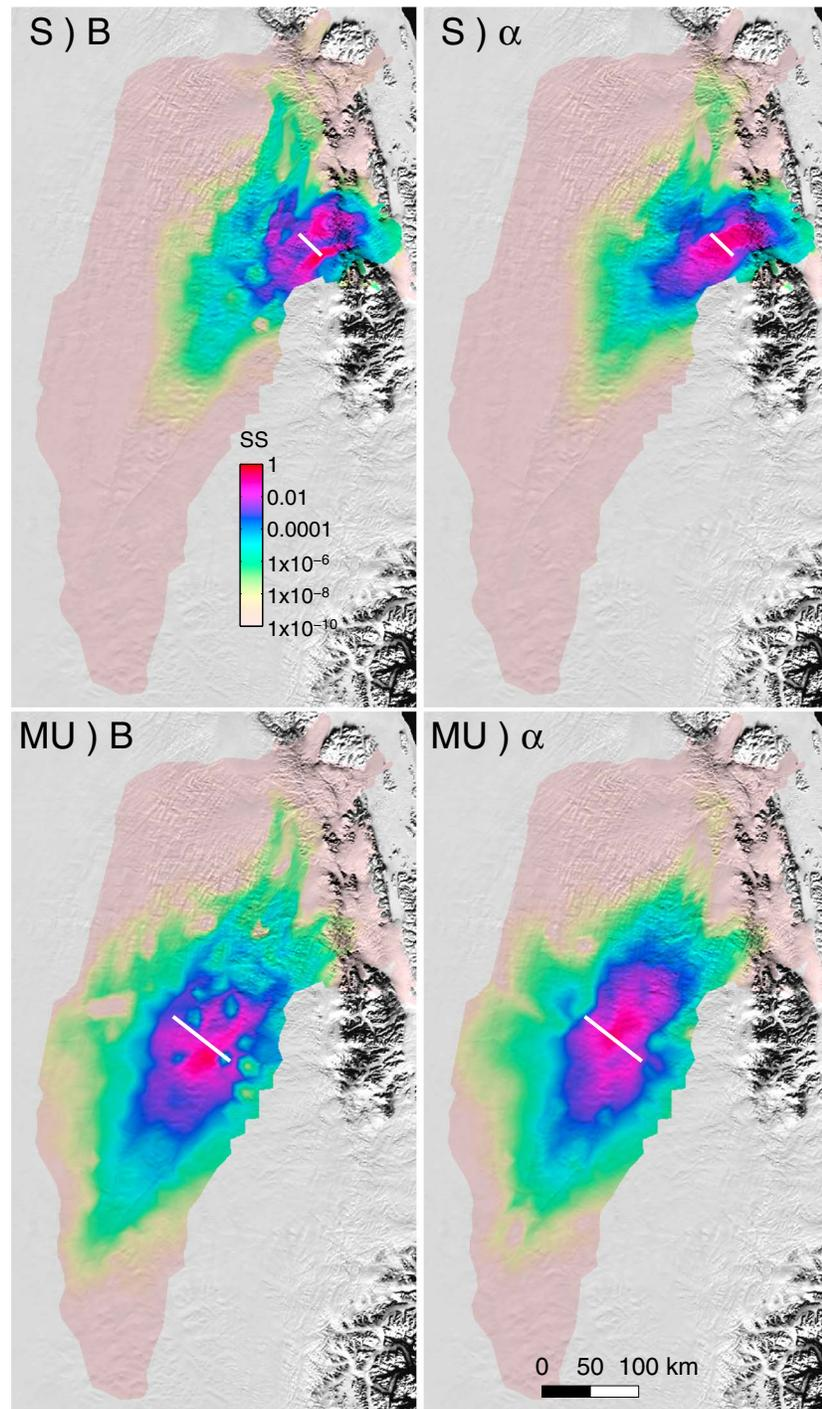 S ) B
S ) α
SS
1
0.01
0.0001
1x10⁻⁶
1x10⁻⁸
1x10⁻¹⁰
MU ) B
MU ) α
0 50 100 km